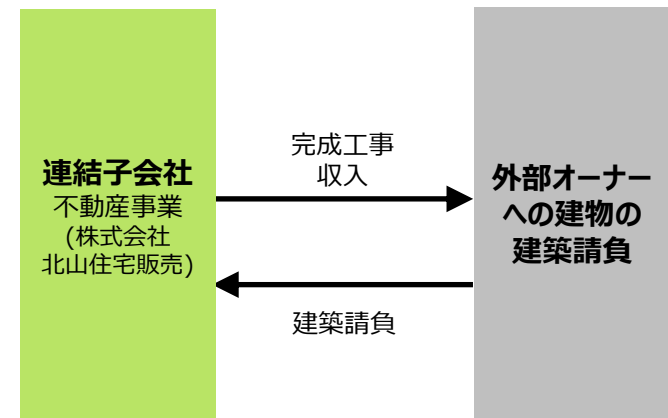 連結子会社
不動産事業
(株式会社
北山住宅販売)
完成工事
収入
建築請負
外部オーナー
への建物の
建築請負